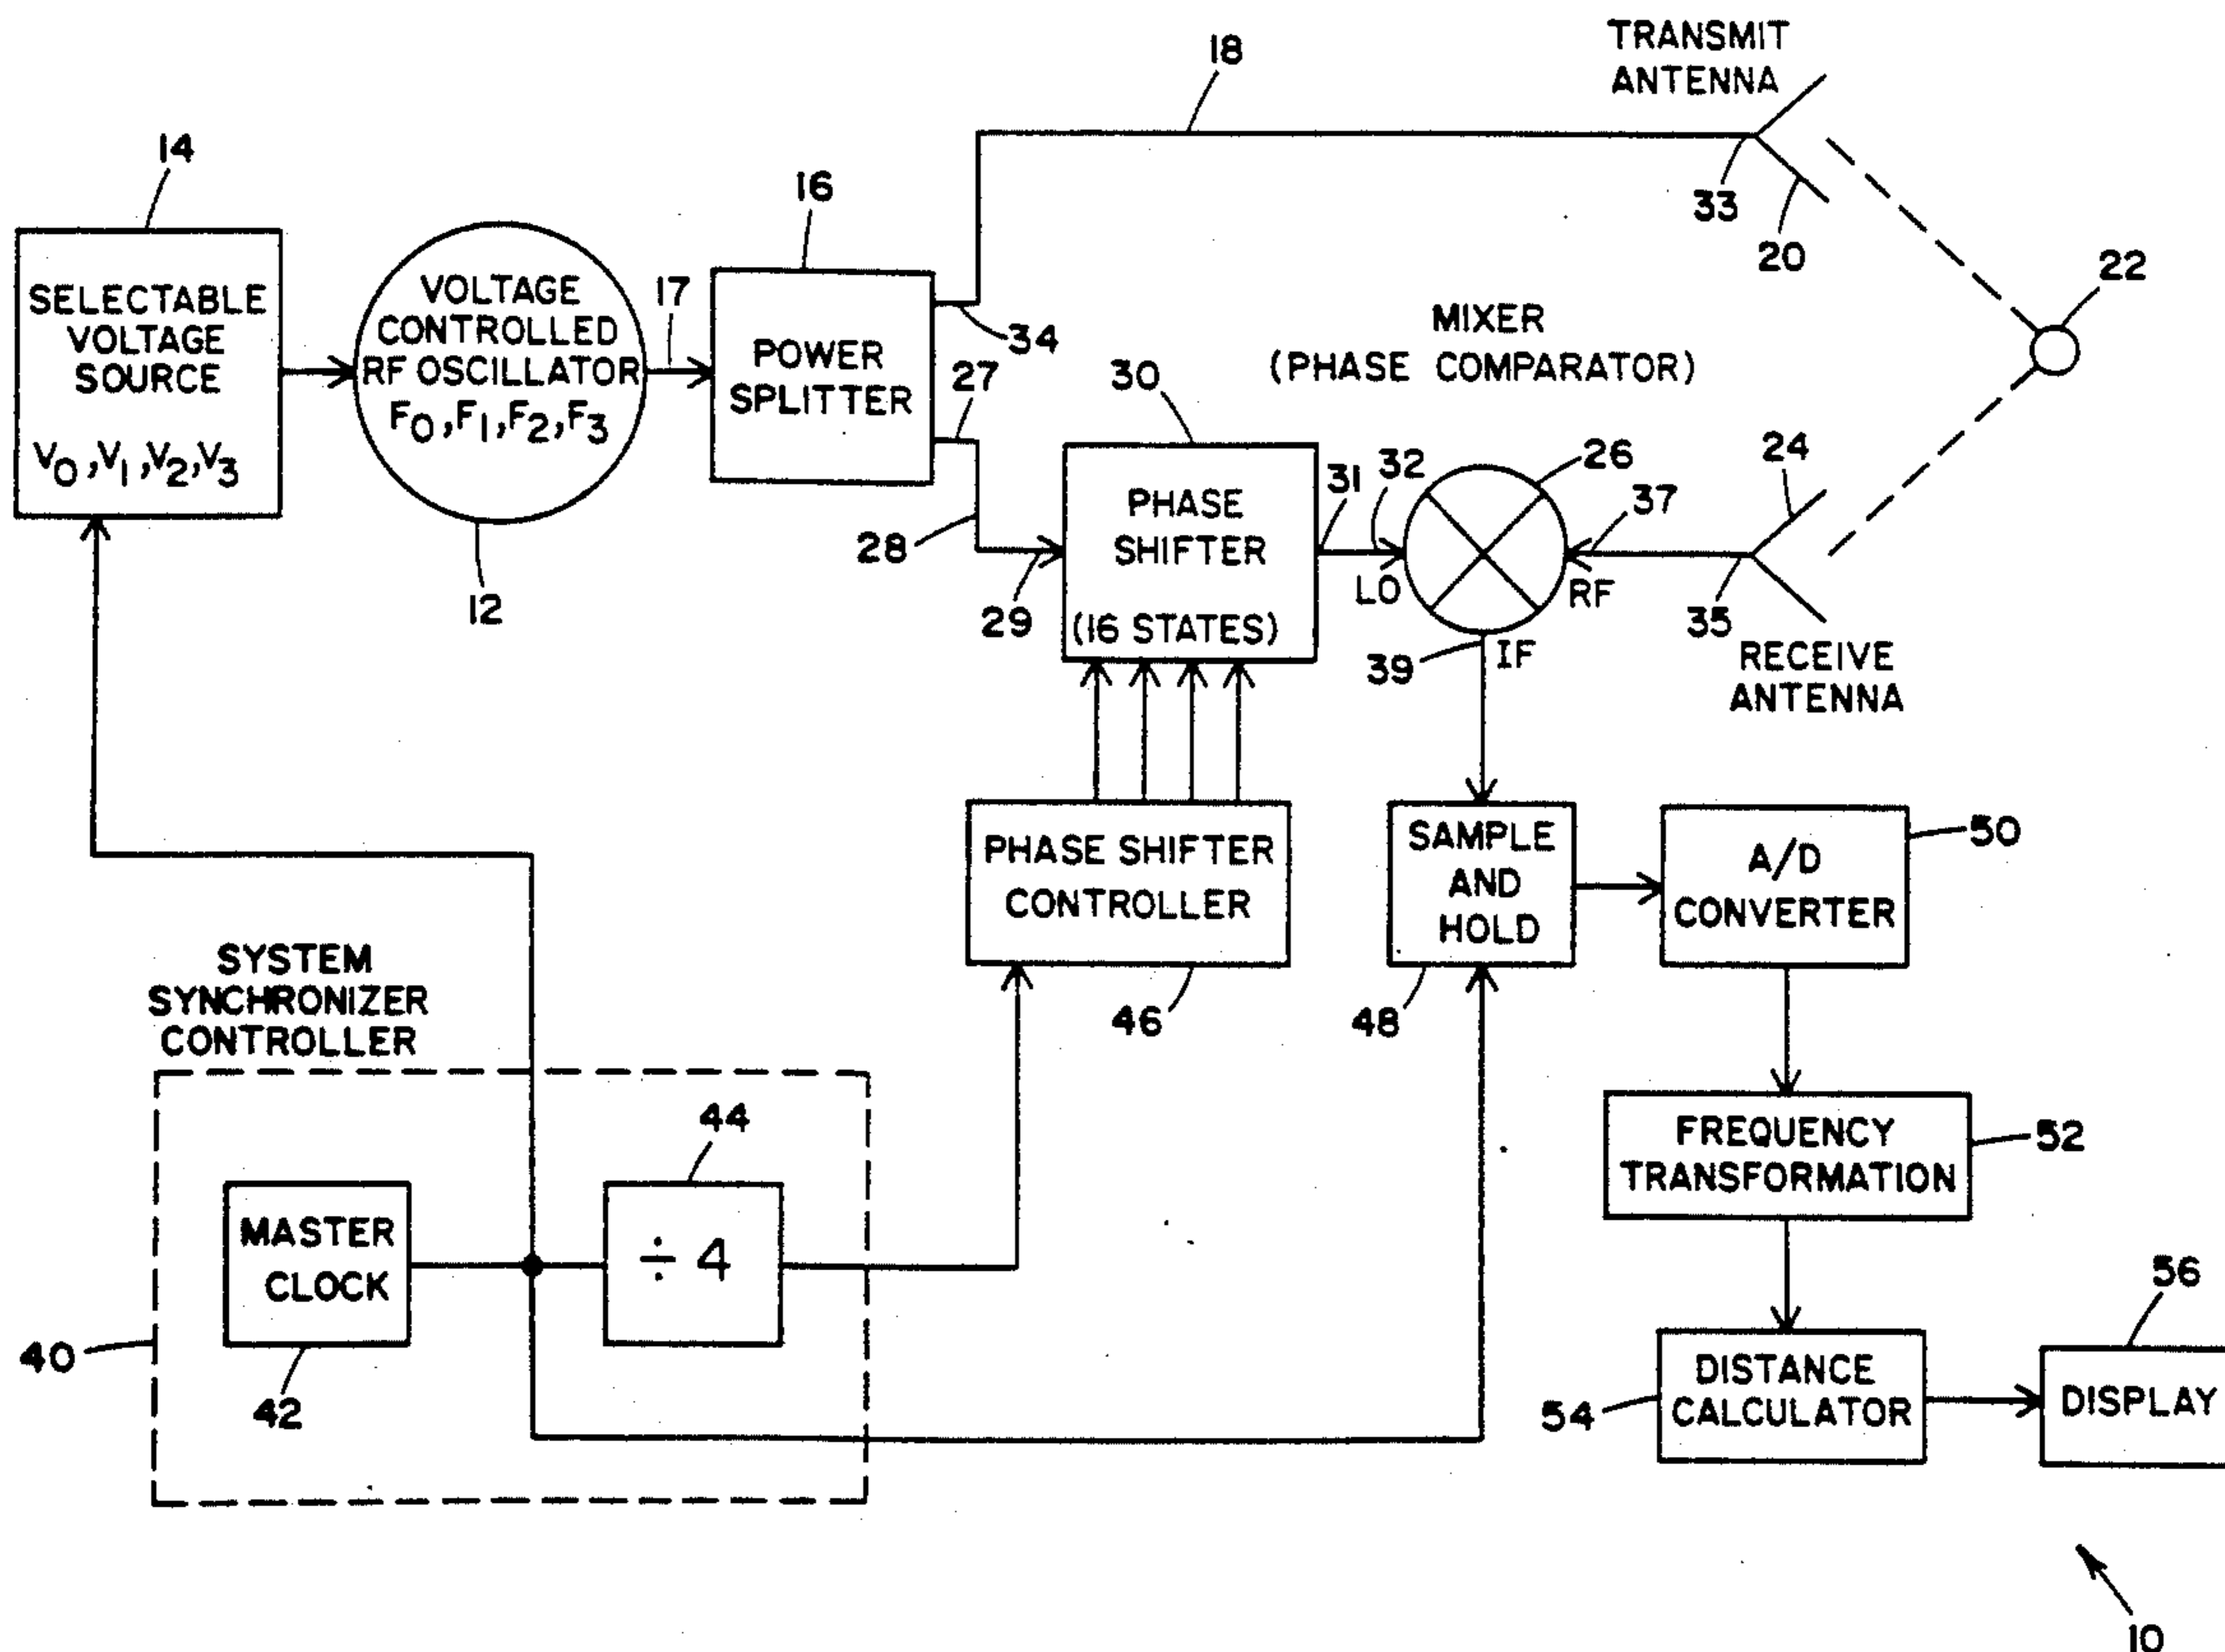 TRANSMIT
ANTENNA
18
33
20
22
14
SELECTABLE
VOLTAGE
SOURCE
V0,V1,V2,V3
VOLTAGE
CONTROLLED
RF OSCILLATOR
F0,F1,F2,F3
12
17
16
POWER
SPLITTER
34
27
28
29
30
PHASE
SHIFTER
(16 STATES)
31
32
LO
MIXER
(PHASE COMPARATOR)
26
37
RF
24
35
RECEIVE
ANTENNA
39
IF
PHASE SHIFTER
CONTROLLER
46
SAMPLE
AND
HOLD
48
A/D
CONVERTER
50
SYSTEM
SYNCHRONIZER
CONTROLLER
40
MASTER
CLOCK
42
44
÷ 4
FREQUENCY
TRANSFORMATION
52
DISTANCE
CALCULATOR
54
56
DISPLAY
10